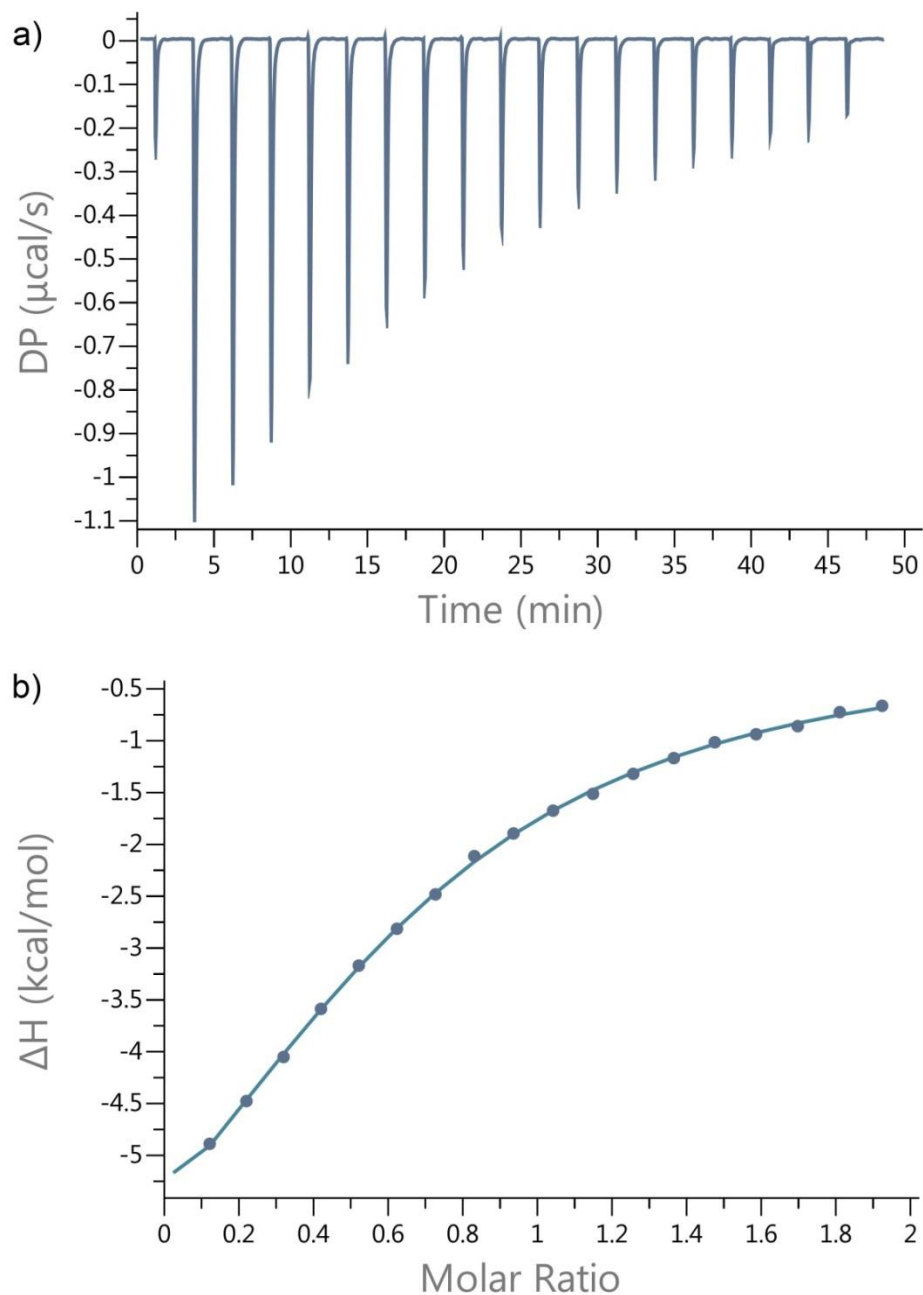 a)
0
-0.1
-0.2
-0.3
-0.4
-0.5
-0.6
-0.7
-0.8
-0.9
-1
-1.1
DP (µcal/s)
0 5 10 15 20 25 30 35 40 45 50
Time (min)
b)
-0.5
-1
-1.5
-2
-2.5
-3
-3.5
-4
-4.5
-5
ΔH (kcal/mol)
0 0.2 0.4 0.6 0.8 1 1.2 1.4 1.6 1.8 2
Molar Ratio